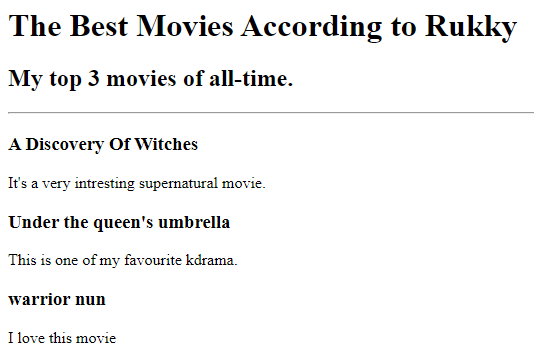 The Best Movies According to Rukky
My top 3 movies of all-time.
A Discovery Of Witches
It's a very intresting supernatural movie.
Under the queen's umbrella
This is one of my favourite kdrama.
warrior nun
I love this movie